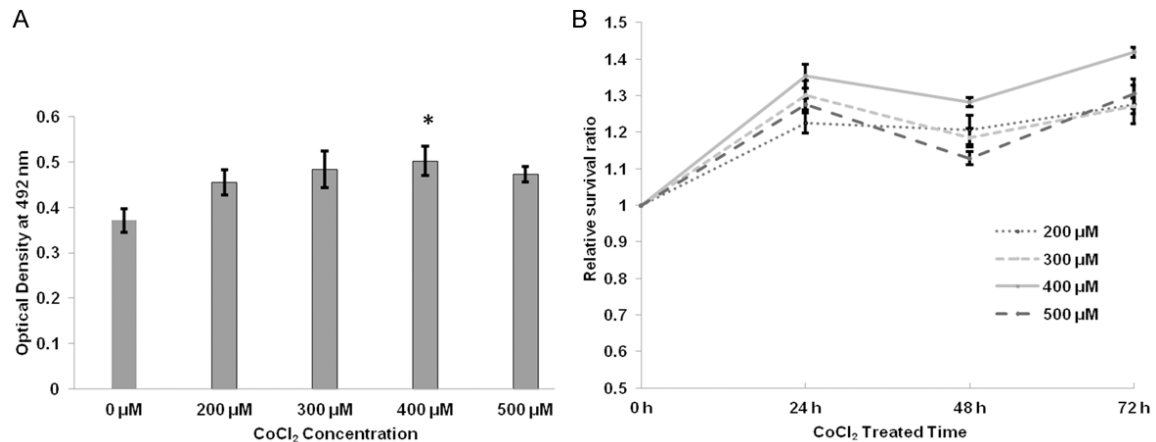 A
Optical Density at 492 nm
0.6
0.5
0.4
0.3
0.2
0.1
0
*
0 µM 200 µM 300 µM 400 µM 500 µM
CoCl₂ Concentration
B
Relative survival ratio
1.5
1.4
1.3
1.2
1.1
1
0.9
0.8
0.7
0.6
0.5
200 µM
300 µM
400 µM
500 µM
0 h 24 h 48 h 72 h
CoCl₂ Treated Time